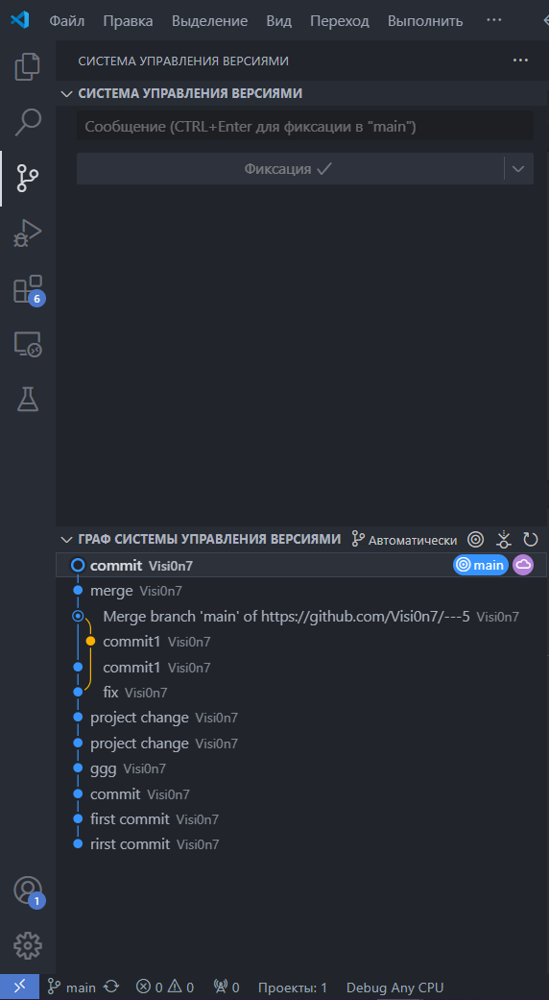 Файл Правка Выделение Вид Переход Выполнить ···
СИСТЕМА УПРАВЛЕНИЯ ВЕРСИЯМИ ···
СИСТЕМА УПРАВЛЕНИЯ ВЕРСИЯМИ
Сообщение (CTRL+Enter для фиксации в "main")
Фиксация
6
ГРАФ СИСТЕМЫ УПРАВЛЕНИЯ ВЕРСИЯМИ Автоматически
commit Visi0n7 main
merge Visi0n7
Merge branch 'main' of https://github.com/Visi0n7/---5 Visi0n7
commit1 Visi0n7
commit1 Visi0n7
fix Visi0n7
project change Visi0n7
project change Visi0n7
ggg Visi0n7
commit Visi0n7
first commit Visi0n7
rirst commit Visi0n7
1
main 0 0 0 Проекты: 1 Debug Any CPU